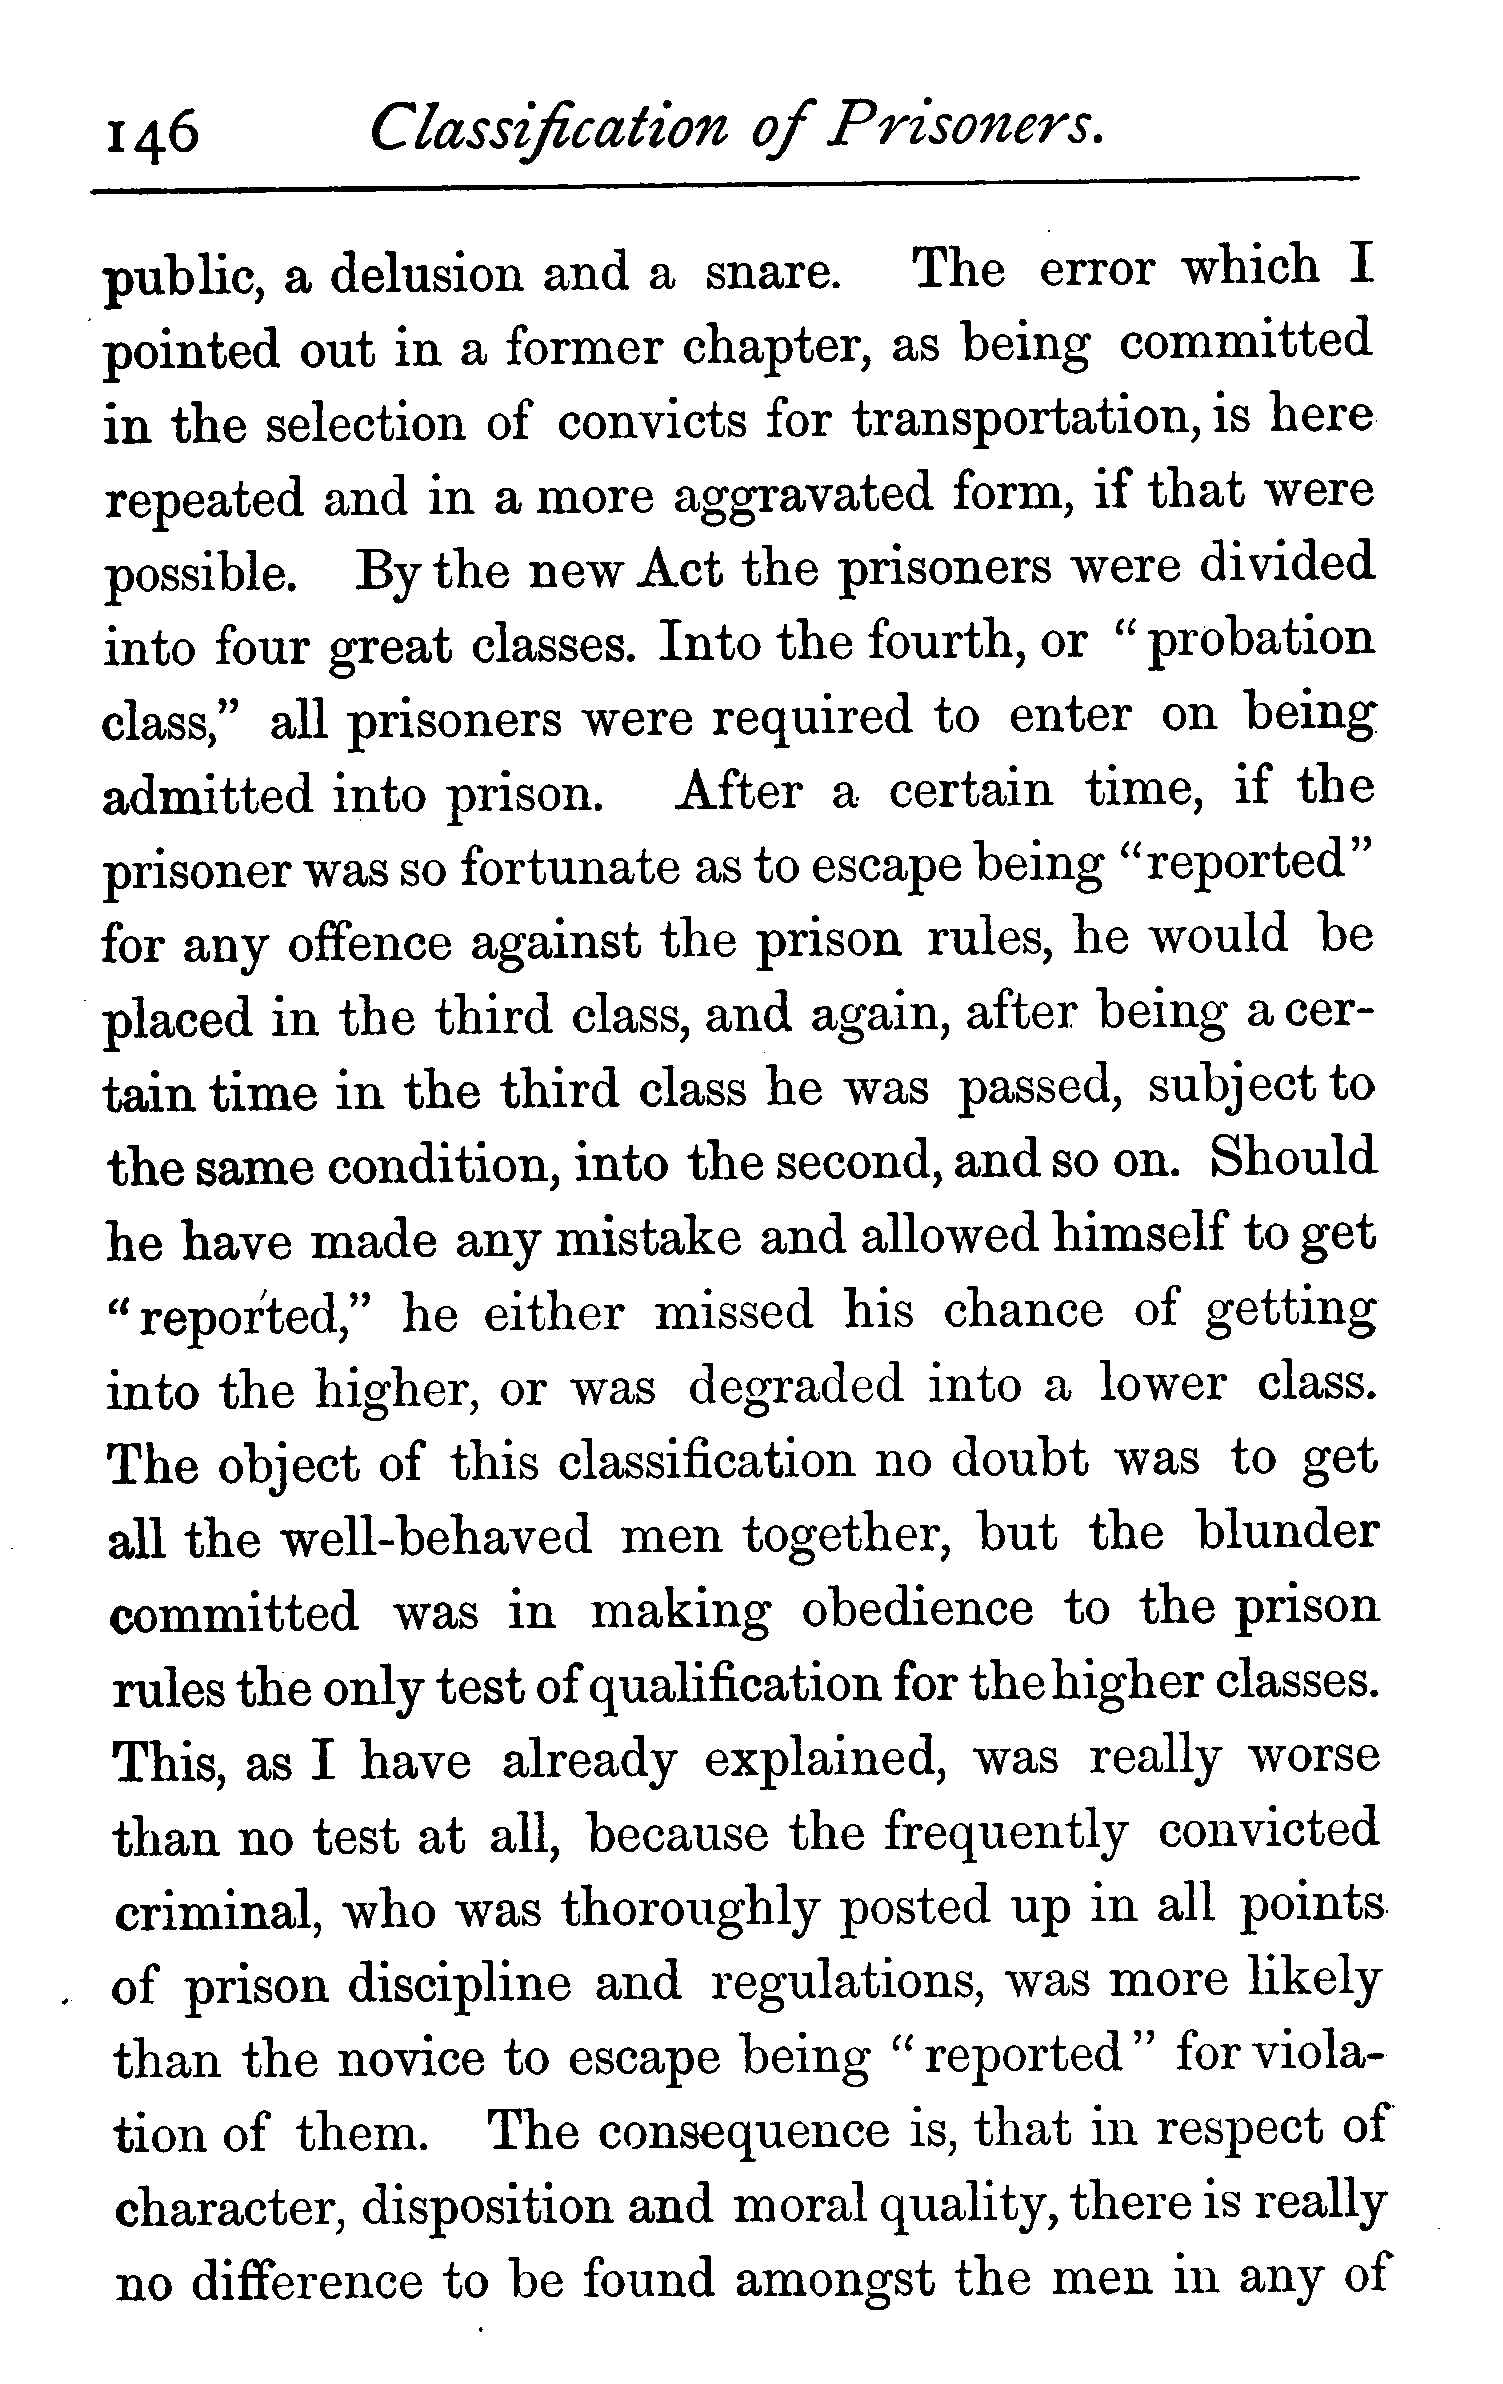 146 Classification of Prisoners.
public, a delusion and a snare. The error which I
pointed out in a former chapter, as being committed
in the selection of convicts for transportation, is here
repeated and in a more aggravated form, if that were
possible. By the new Act the prisoners were divided
into four great classes. Into the fourth, or "probation
class," all prisoners were required to enter on being
admitted into prison. After a certain time, if the
prisoner was so fortunate as to escape being "reported"
for any offence against the prison rules, he would be
placed in the third class, and again, after being a cer-
tain time in the third class he was passed, subject to
the same condition, into the second, and so on. Should
he have made any mistake and allowed himself to get
"reported," he either missed his chance of getting
into the higher, or was degraded into a lower class.
The object of this classification no doubt was to get
all the well-behaved men together, but the blunder
committed was in making obedience to the prison
rules the only test of qualification for the higher classes.
This, as I have already explained, was really worse
than no test at all, because the frequently convicted
criminal, who was thoroughly posted up in all points
of prison discipline and regulations, was more likely
than the novice to escape being "reported" for viola-
tion of them. The consequence is, that in respect of
character, disposition and moral quality, there is really
no difference to be found amongst the men in any of